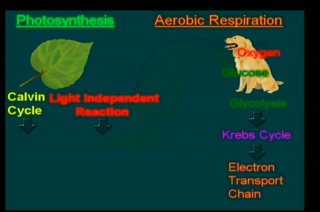 Photosynthesis
Aerobic Respiration
Oxygen
Glucose
Calvin
Cycle
Light Independent
Reaction
Glycolysis
Krebs Cycle
Electron
Transport
Chain